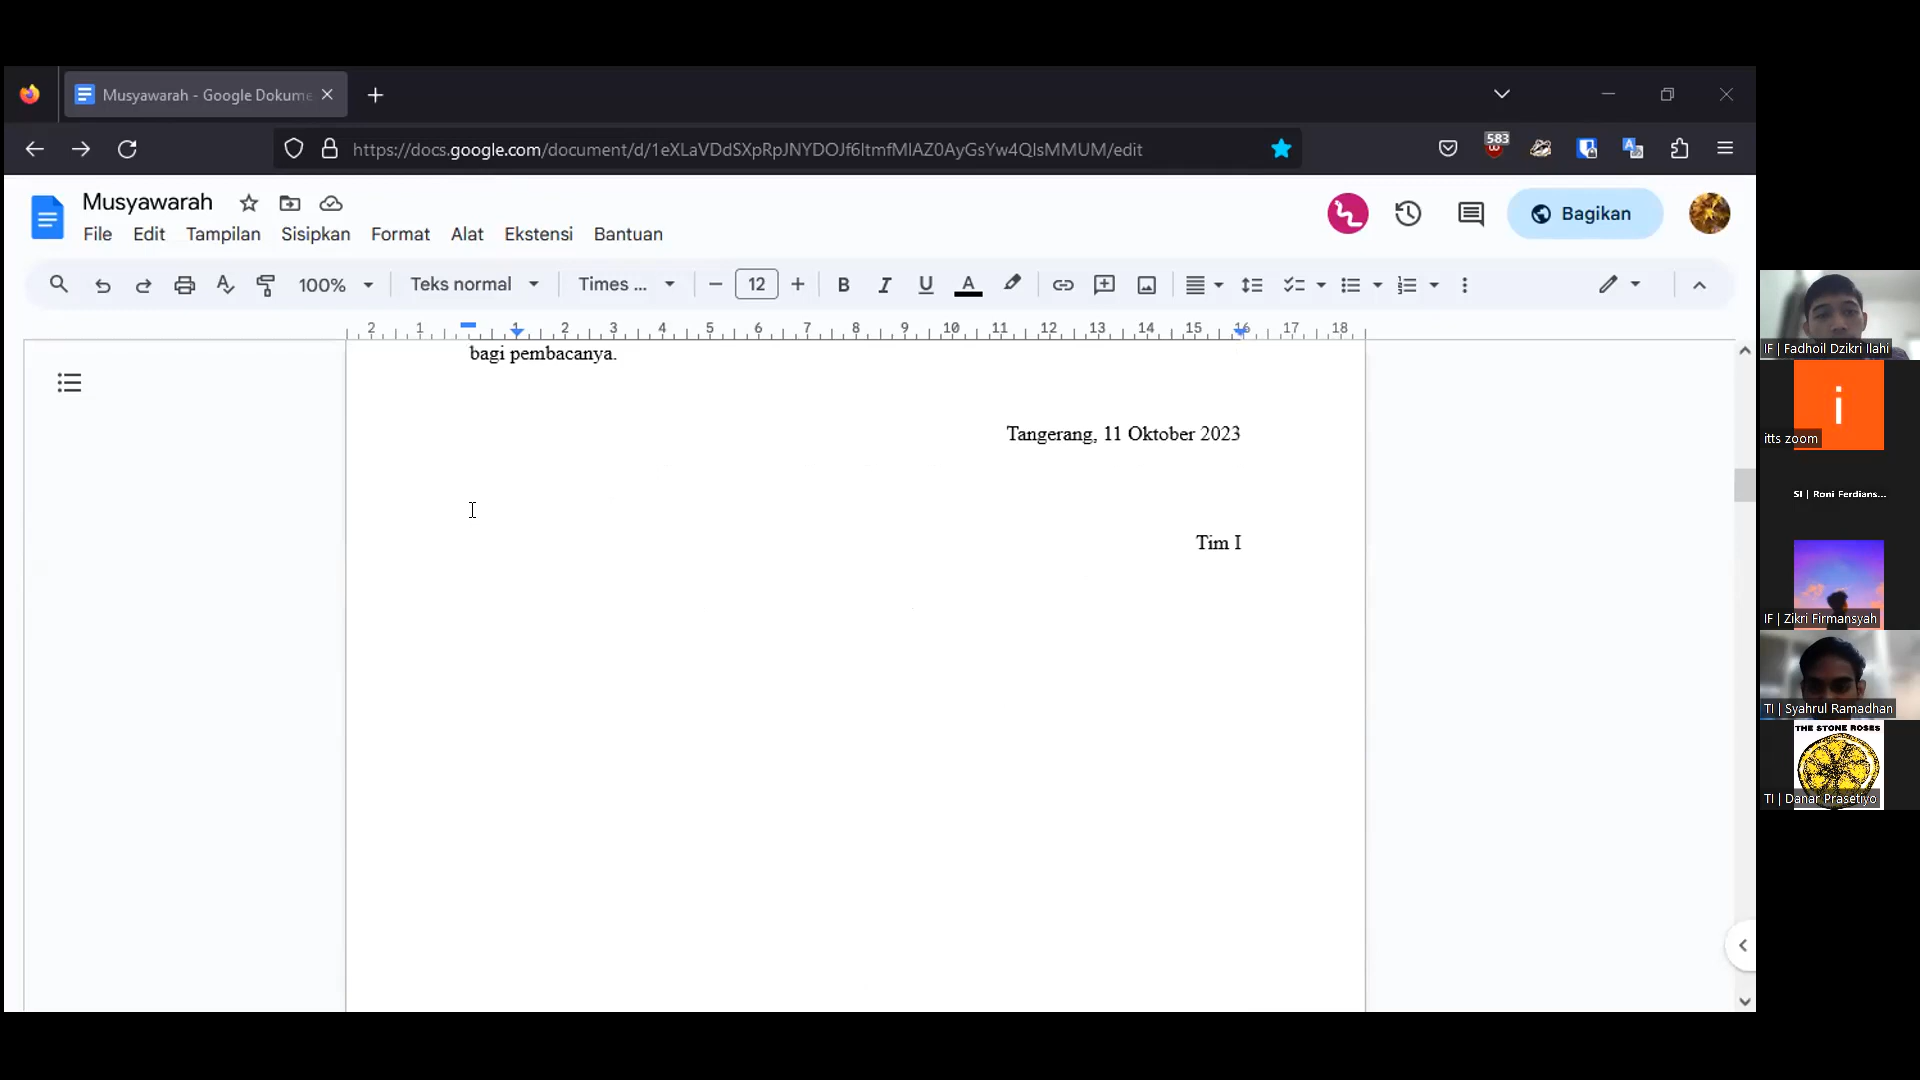 Musyawarah - Google Dokume
https://docs.google.com/document/d/1eXLaVDdSXpRpJNYDOJf6ltmfMlAZ0AyGsYw4QlsMMUM/edit
583
Musyawarah
File Edit Tampilan Sisipkan Format Alat Ekstensi Bantuan
Bagikan
100% Teks normal Times ... 12 B I U A
2 1 1 2 3 4 5 6 7 8 9 10 11 12 13 14 15 16 17 18
bagi pembacanya.
Tangerang, 11 Oktober 2023
Tim I
IF | Fadhoil Dzikri Ilahi
i
itts zoom
SI | Roni Ferdians...
IF | Zikri Firmansyah
TI | Syahrul Ramadhan
THE STONE ROSES
TI | Danar Prasetiyo